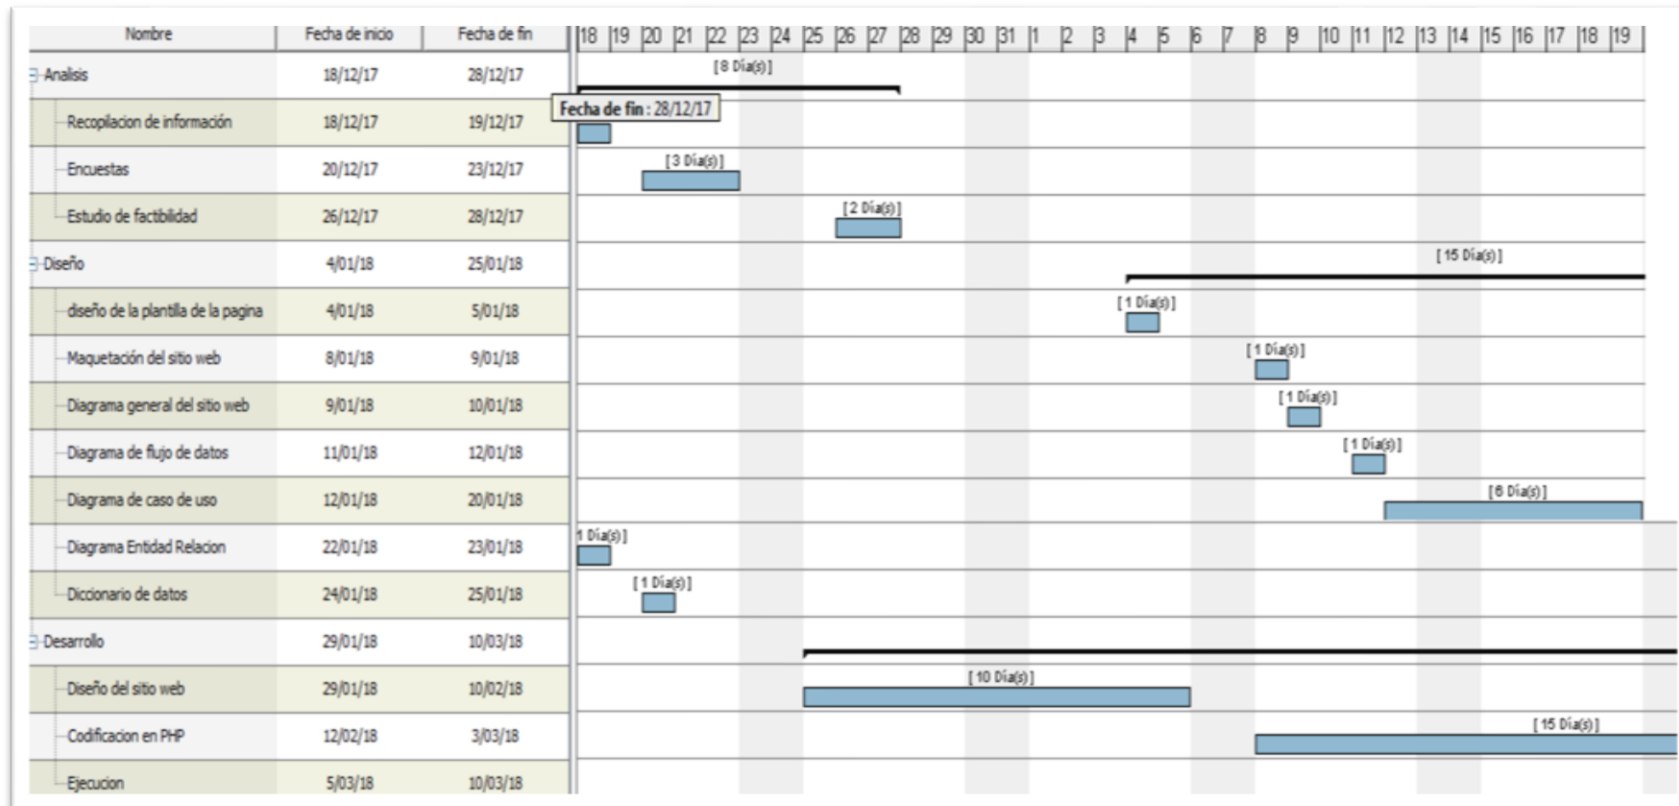 Nombre Fecha de inicio Fecha de fin 18 19 20 21 22 23 24 25 26 27 28 29 30 31 1 2 3 4 5 6 7 8 9 10 11 12 13 14 15 16 17 18 19
Analisis 18/12/17 28/12/17 [8 Día(s)]
Fecha de fin : 28/12/17
Recopilacion de información 18/12/17 19/12/17
Encuestas 20/12/17 23/12/17 [3 Día(s)]
Estudio de factibilidad 26/12/17 28/12/17 [2 Día(s)]
Diseño 4/01/18 25/01/18 [15 Día(s)]
diseño de la plantilla de la pagina 4/01/18 5/01/18 [1 Día(s)]
Maquetación del sitio web 8/01/18 9/01/18 [1 Día(s)]
Diagrama general del sitio web 9/01/18 10/01/18 [1 Día(s)]
Diagrama de flujo de datos 11/01/18 12/01/18 [1 Día(s)]
Diagrama de caso de uso 12/01/18 20/01/18 [6 Día(s)]
Diagrama Entidad Relacion 22/01/18 23/01/18 1 Día(s)]
Diccionario de datos 24/01/18 25/01/18 [1 Día(s)]
Desarrollo 29/01/18 10/03/18
Diseño del sitio web 29/01/18 10/02/18 [10 Día(s)]
Codificacion en PHP 12/02/18 3/03/18 [15 Día(s)]
Ejecucion 5/03/18 10/03/18